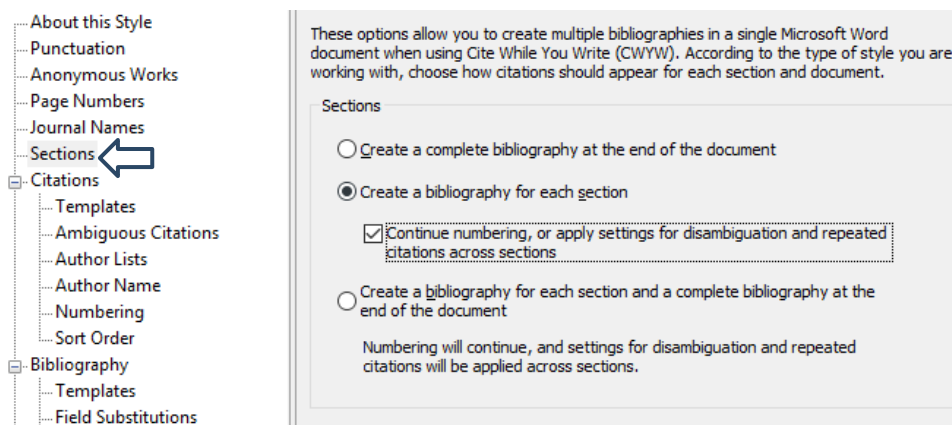 About this Style
Punctuation
Anonymous Works
Page Numbers
Journal Names
Sections
Citations
Templates
Ambiguous Citations
Author Lists
Author Name
Numbering
Sort Order
Bibliography
Templates
Field Substitutions
These options allow you to create multiple bibliographies in a single Microsoft Word
document when using Cite While You Write (CWYW). According to the type of style you are
working with, choose how citations should appear for each section and document.
Sections
Create a complete bibliography at the end of the document
Create a bibliography for each section
Continue numbering, or apply settings for disambiguation and repeated
citations across sections
Create a bibliography for each section and a complete bibliography at the
end of the document
Numbering will continue, and settings for disambiguation and repeated
citations will be applied across sections.